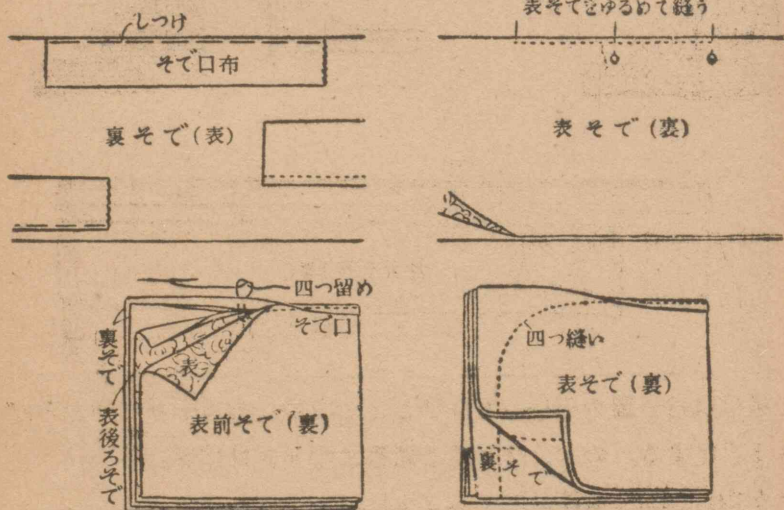 しつけ
そで口布
裏そで(表)
表そでをゆるめて縫う
表そで(裏)
四つ留め
そで口
裏そで
表
表後ろそで
表前そで(裏)
四つ縫い
表そで(裏)
裏そで